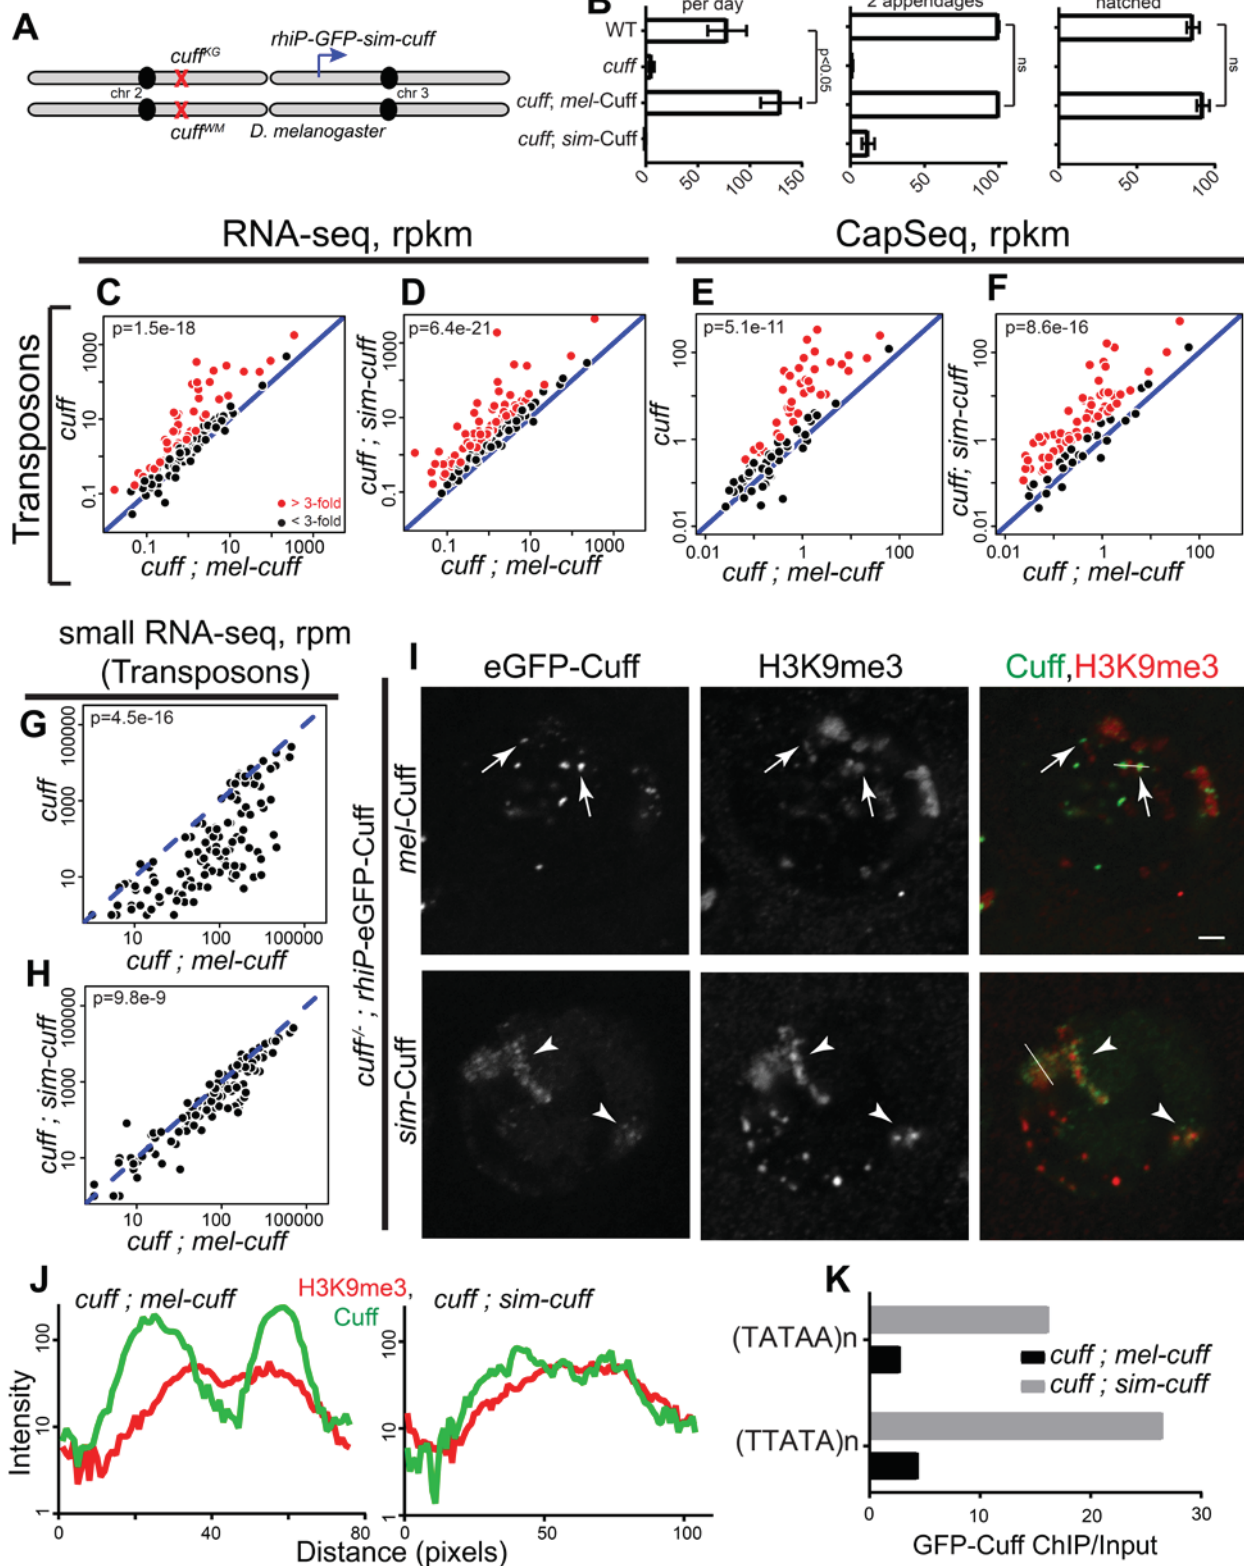 A
cuffᴷᴳ
rhiP-GFP-sim-cuff
chr 2
chr 3
cuffᵂᴹ
D. melanogaster
B
per day
2 appendages
hatched
WT
cuff
cuff; mel-Cuff
cuff; sim-Cuff
p<0.05
ns
ns
0
50
100
150
0
50
100
0
50
100
RNA-seq, rpkm
CapSeq, rpkm
Transposons
C
p=1.5e-18
cuff
1000
10
0.1
> 3-fold
< 3-fold
0.1
10
1000
cuff ; mel-cuff
D
p=6.4e-21
cuff ; sim-cuff
1000
10
0.1
0.1
10
1000
cuff ; mel-cuff
E
p=5.1e-11
cuff
100
1
0.01
0.01
1
100
cuff ; mel-cuff
F
p=8.6e-16
cuff; sim-cuff
100
1
0.01
0.01
1
100
cuff ; mel-cuff
small RNA-seq, rpm
(Transposons)
G
p=4.5e-16
cuff
100000
1000
10
10
100
100000
cuff ; mel-cuff
H
p=9.8e-9
cuff ; sim-cuff
100000
1000
10
10
100
100000
cuff ; mel-cuff
I
eGFP-Cuff
H3K9me3
Cuff,H3K9me3
cuff⁻/⁻ ; rhiP-eGFP-Cuff
mel-Cuff
sim-Cuff
J
cuff ; mel-cuff
H3K9me3,
Cuff
cuff ; sim-cuff
Intensity
100
10
1
0
40
80
100
10
1
0
50
100
Distance (pixels)
K
(TATAA)n
(TTATA)n
cuff ; mel-cuff
cuff ; sim-cuff
0
10
20
30
GFP-Cuff ChIP/Input